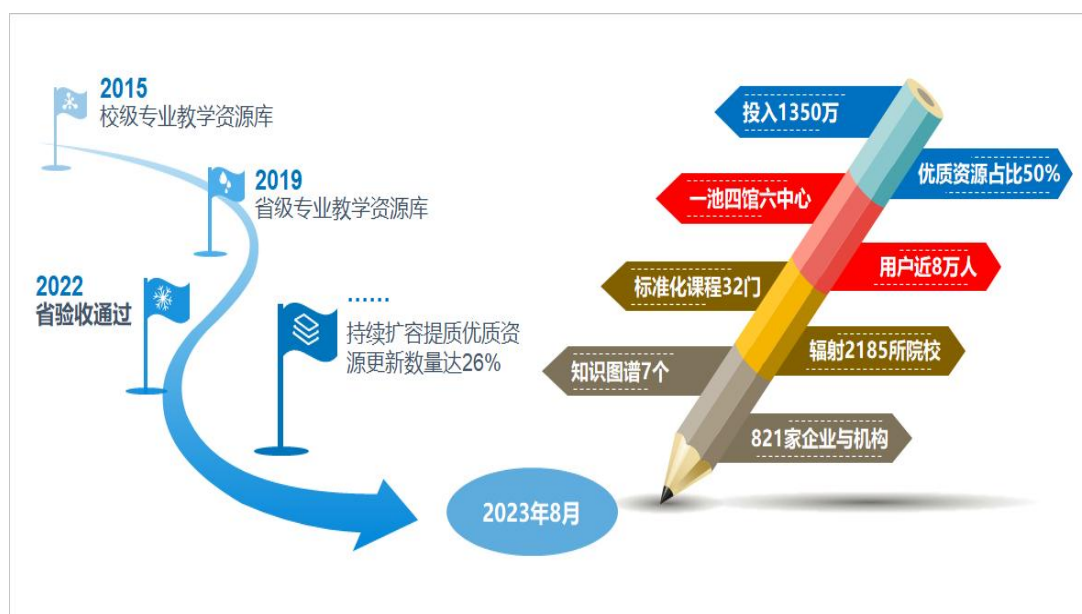 2015
校级专业教学资源库
2019
省级专业教学资源库
2022
省验收通过
......
持续扩容提质优质资
源更新数量达26%
2023年8月
投入1350万
优质资源占比50%
一池四馆六中心
用户近8万人
标准化课程32门
辐射2185所院校
知识图谱7个
821家企业与机构